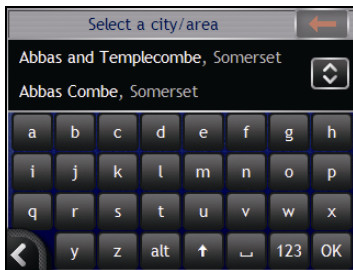 Select a city/area
Abbas and Templecombe, Somerset
Abbas Combe, Somerset
a b c d e f g h
i j k l m n o p
q r s t u v w x
y z alt 123 OK